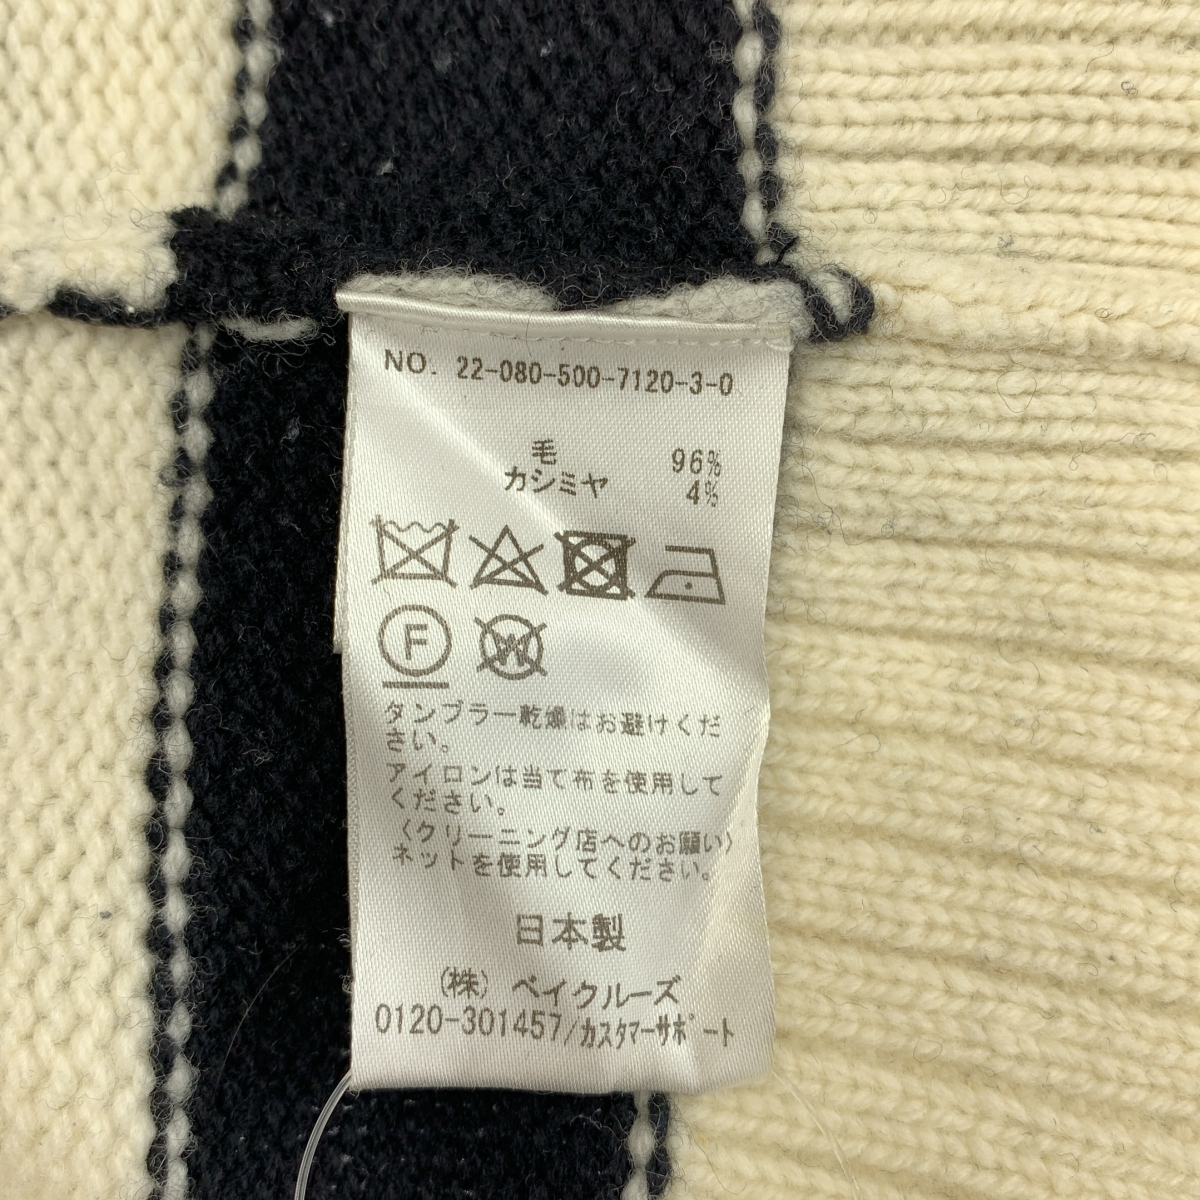 NO. 22-080-500-7120-3-0
毛 96%
カシミヤ 4%
F W
タンブラー乾燥はお避けくだ
さい。
アイロンは当て布を使用して
ください。
〈クリーニング店へのお願い〉
ネットを使用してください。
日本製
(株) ベイクルーズ
0120-301457/カスタマーサポート